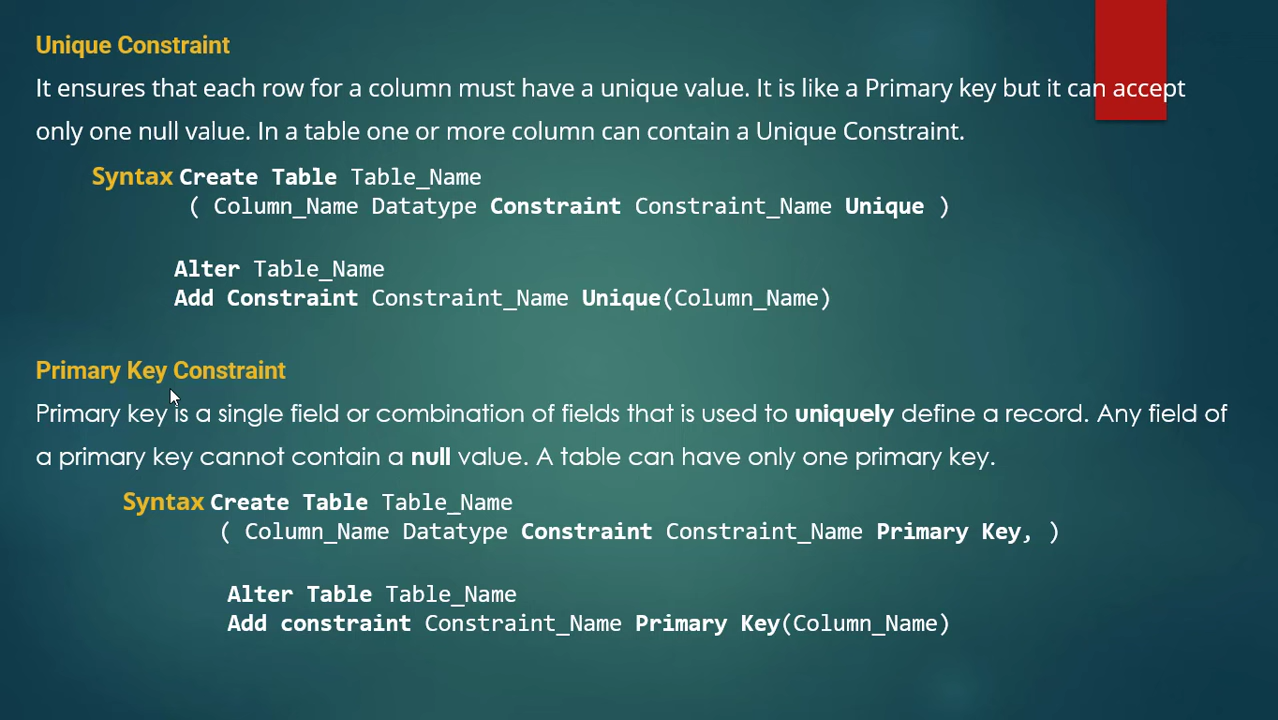 Unique Constraint
It ensures that each row for a column must have a unique value. It is like a Primary key but it can accept
only one null value. In a table one or more column can contain a Unique Constraint.
Syntax Create Table Table_Name
( Column_Name Datatype Constraint Constraint_Name Unique )
Alter Table_Name
Add Constraint Constraint_Name Unique(Column_Name)
Primary Key Constraint
Primary key is a single field or combination of fields that is used to uniquely define a record. Any field of
a primary key cannot contain a null value. A table can have only one primary key.
Syntax Create Table Table_Name
( Column_Name Datatype Constraint Constraint_Name Primary Key, )
Alter Table Table_Name
Add constraint Constraint_Name Primary Key(Column_Name)